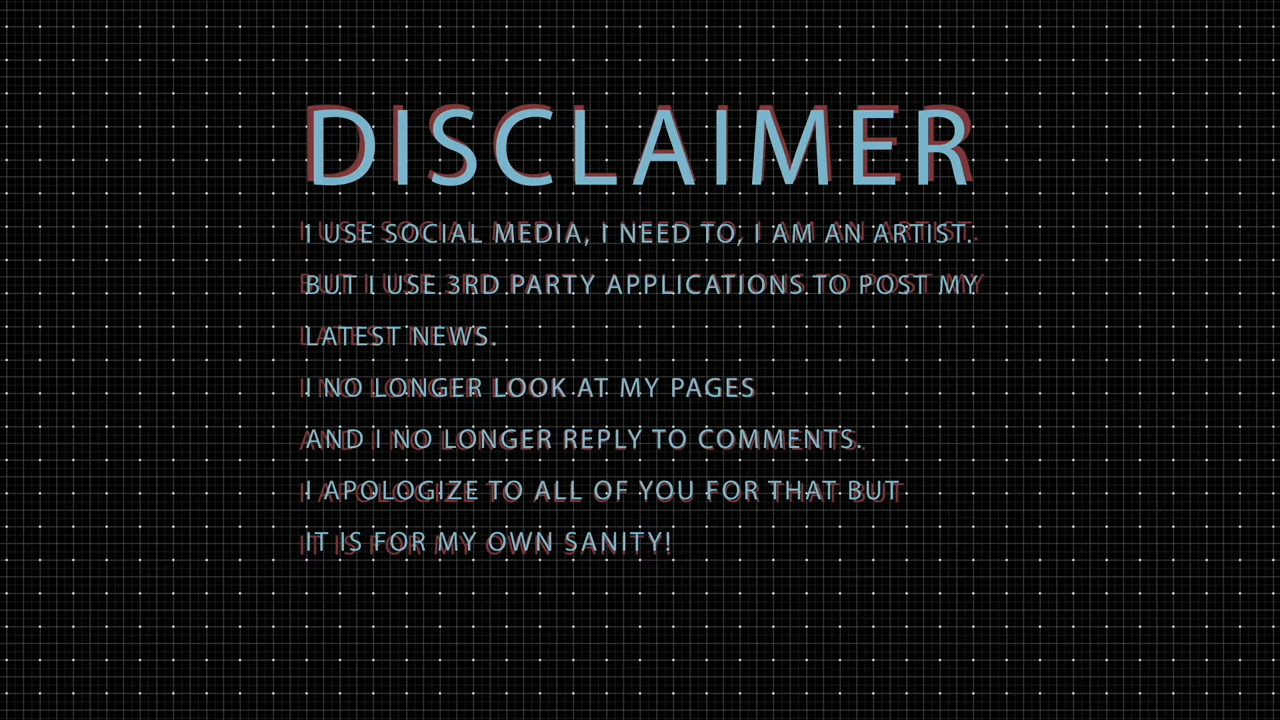 DISCLAIMER
I USE SOCIAL MEDIA, I NEED TO, I AM AN ARTIST.
BUT I USE 3RD PARTY APPLICATIONS TO POST MY
LATEST NEWS.
I NO LONGER LOOK AT MY PAGES
AND I NO LONGER REPLY TO COMMENTS.
I APOLOGIZE TO ALL OF YOU FOR THAT BUT
IT IS FOR MY OWN SANITY!